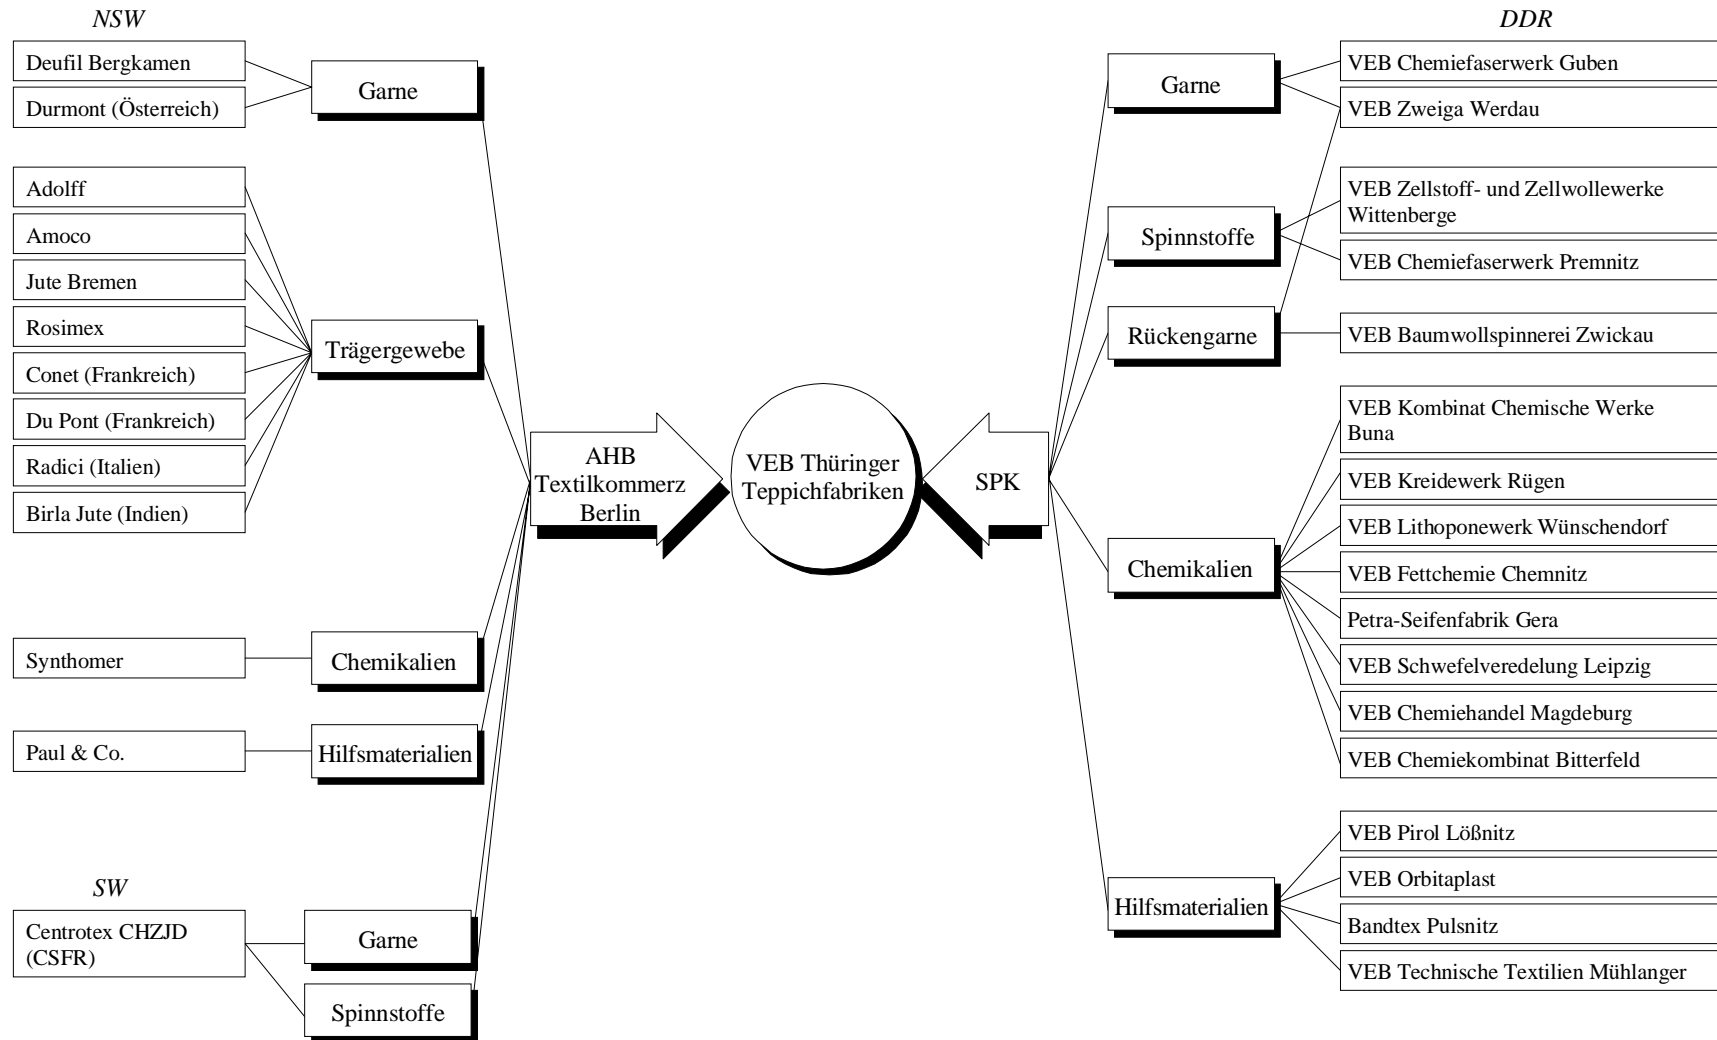 NSW
Deufil Bergkamen
Durmont (Österreich)
Garne
Adolff
Amoco
Jute Bremen
Rosimex
Conet (Frankreich)
Du Pont (Frankreich)
Radici (Italien)
Birla Jute (Indien)
Trägergewebe
Synthomer
Chemikalien
Paul & Co.
Hilfsmaterialien
SW
Centrotex CHZJD
(CSFR)
Garne
Spinnstoffe
AHB
Textilkommerz
Berlin
VEB Thüringer
Teppichfabriken
SPK
DDR
Garne
VEB Chemiefaserwerk Guben
VEB Zweiga Werdau
Spinnstoffe
VEB Zellstoff- und Zellwollewerke
Wittenberge
VEB Chemiefaserwerk Premnitz
Rückengarne
VEB Baumwollspinnerei Zwickau
Chemikalien
VEB Kombinat Chemische Werke
Buna
VEB Kreidewerk Rügen
VEB Lithoponewerk Wünschendorf
VEB Fettchemie Chemnitz
Petra-Seifenfabrik Gera
VEB Schwefelveredelung Leipzig
VEB Chemiehandel Magdeburg
VEB Chemiekombinat Bitterfeld
Hilfsmaterialien
VEB Pirol Lößnitz
VEB Orbitaplast
Bandtex Pulsnitz
VEB Technische Textilien Mühlanger